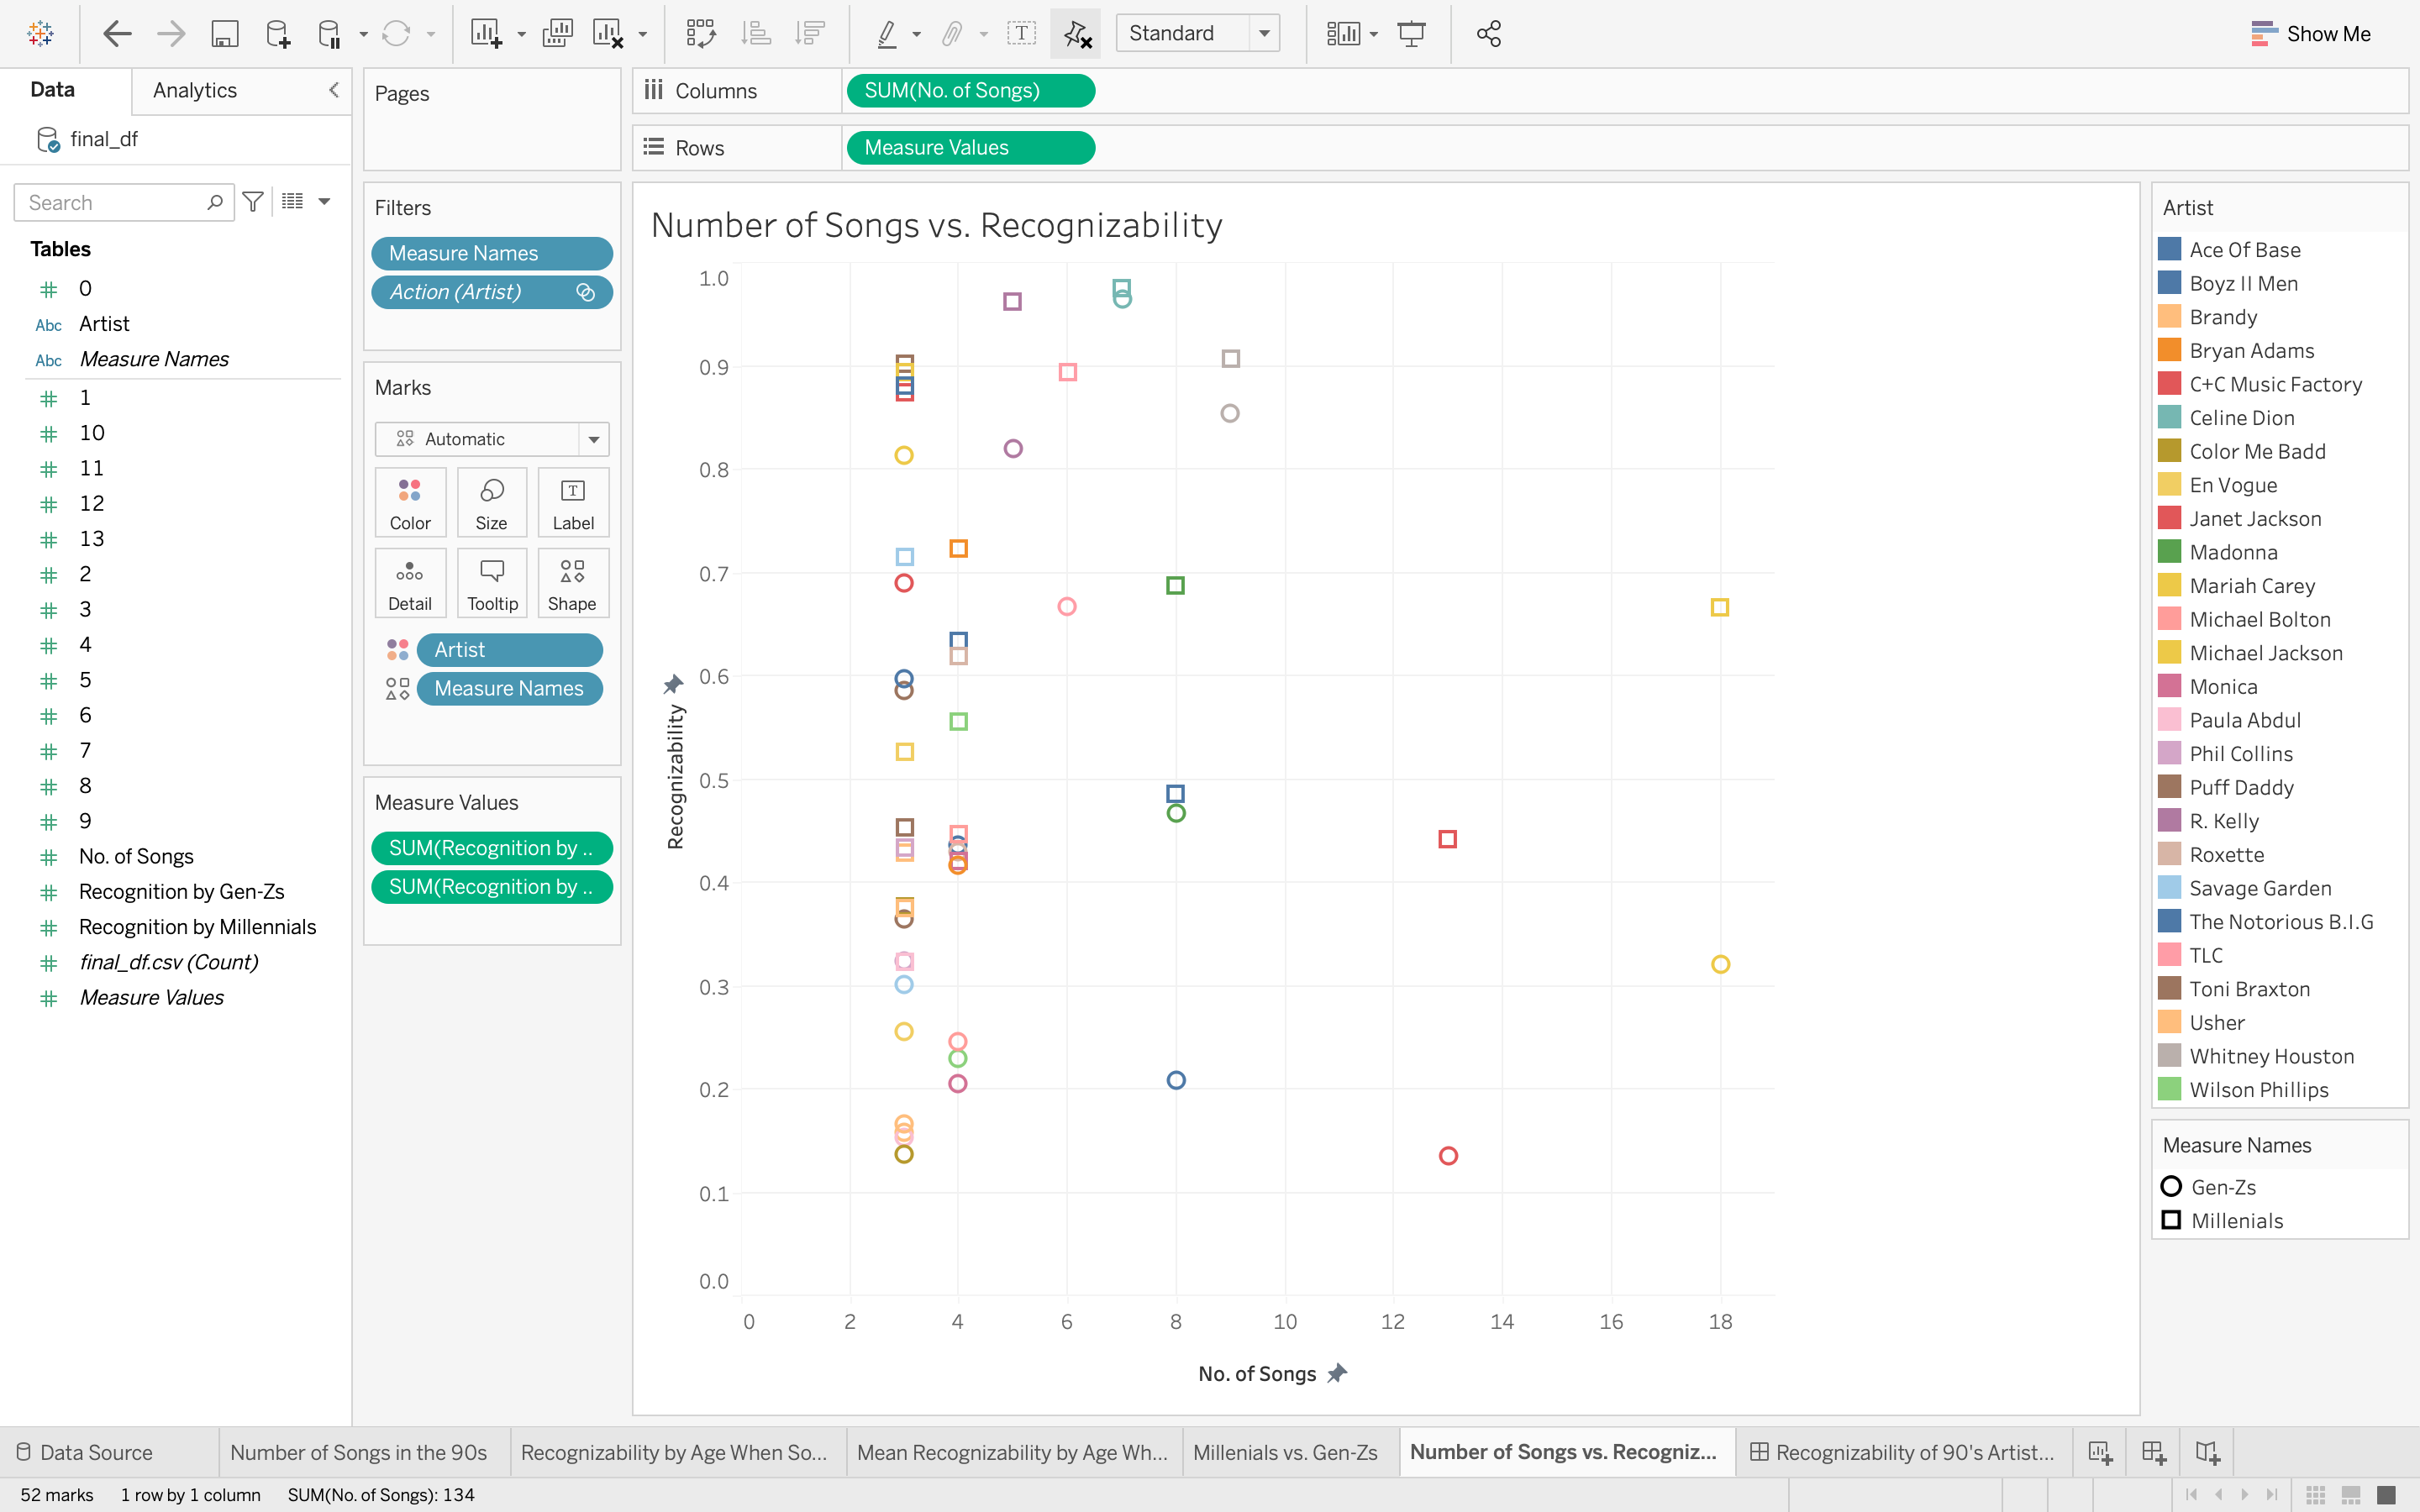 Standard
Show Me
Data
Analytics
final_df
Search
Tables
0
Abc Artist
Abc Measure Names
1
10
11
12
13
2
3
4
5
6
7
8
9
No. of Songs
Recognition by Gen-Zs
Recognition by Millennials
final_df.csv (Count)
Measure Values
Pages
Filters
Measure Names
Action (Artist)
Marks
Automatic
Color Size Label
Detail Tooltip Shape
Artist
Measure Names
Measure Values
SUM(Recognition by ..
SUM(Recognition by ..
Columns SUM(No. of Songs)
Rows Measure Values
Number of Songs vs. Recognizability
1.0
0.9
0.8
0.7
0.6
0.5
0.4
0.3
0.2
0.1
0.0
Recognizability
0 2 4 6 8 10 12 14 16 18
No. of Songs
Artist
Ace Of Base
Boyz II Men
Brandy
Bryan Adams
C+C Music Factory
Celine Dion
Color Me Badd
En Vogue
Janet Jackson
Madonna
Mariah Carey
Michael Bolton
Michael Jackson
Monica
Paula Abdul
Phil Collins
Puff Daddy
R. Kelly
Roxette
Savage Garden
The Notorious B.I.G
TLC
Toni Braxton
Usher
Whitney Houston
Wilson Phillips
Measure Names
Gen-Zs
Millenials
Data Source
Number of Songs in the 90s
Recognizability by Age When So...
Mean Recognizability by Age Wh...
Millenials vs. Gen-Zs
Number of Songs vs. Recogniz...
Recognizability of 90's Artist...
52 marks 1 row by 1 column SUM(No. of Songs): 134